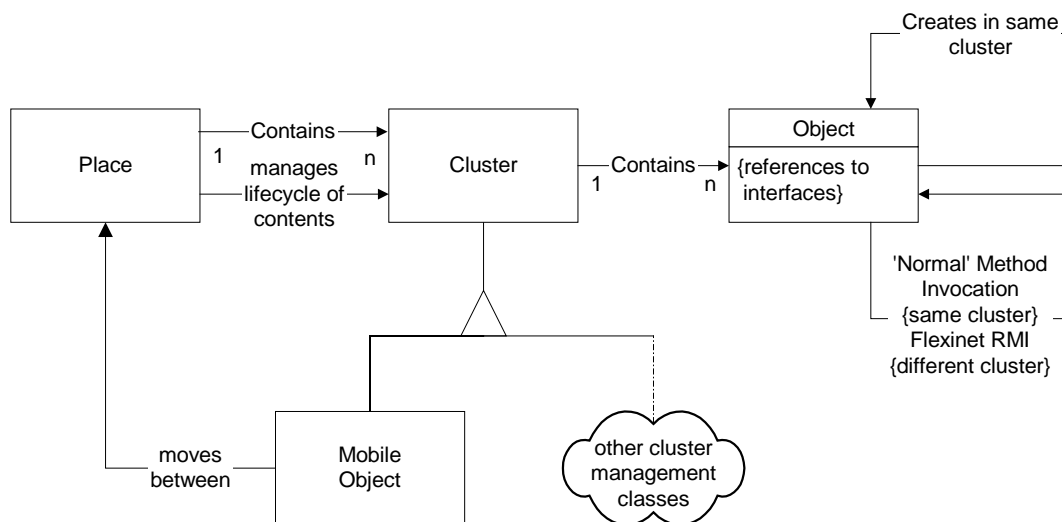 Creates in same
cluster
Place
Contains
1
n
manages
lifecycle of
contents
Cluster
Contains
1
n
Object
{references to
interfaces}
'Normal' Method
Invocation
{same cluster}
Flexinet RMI
{different cluster}
moves
between
Mobile
Object
other cluster
management
classes